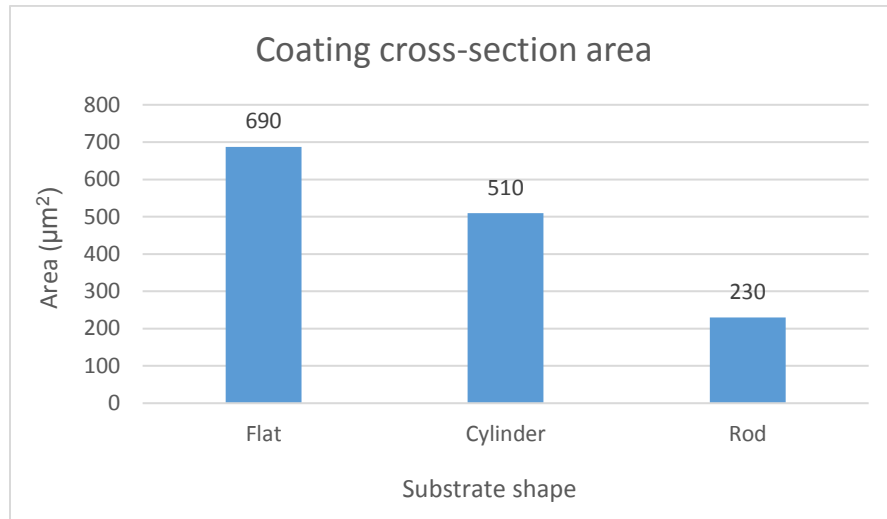 Coating cross-section area
800
700
600
500
400
300
200
100
0
Area (µm²)
690
510
230
Flat
Cylinder
Rod
Substrate shape